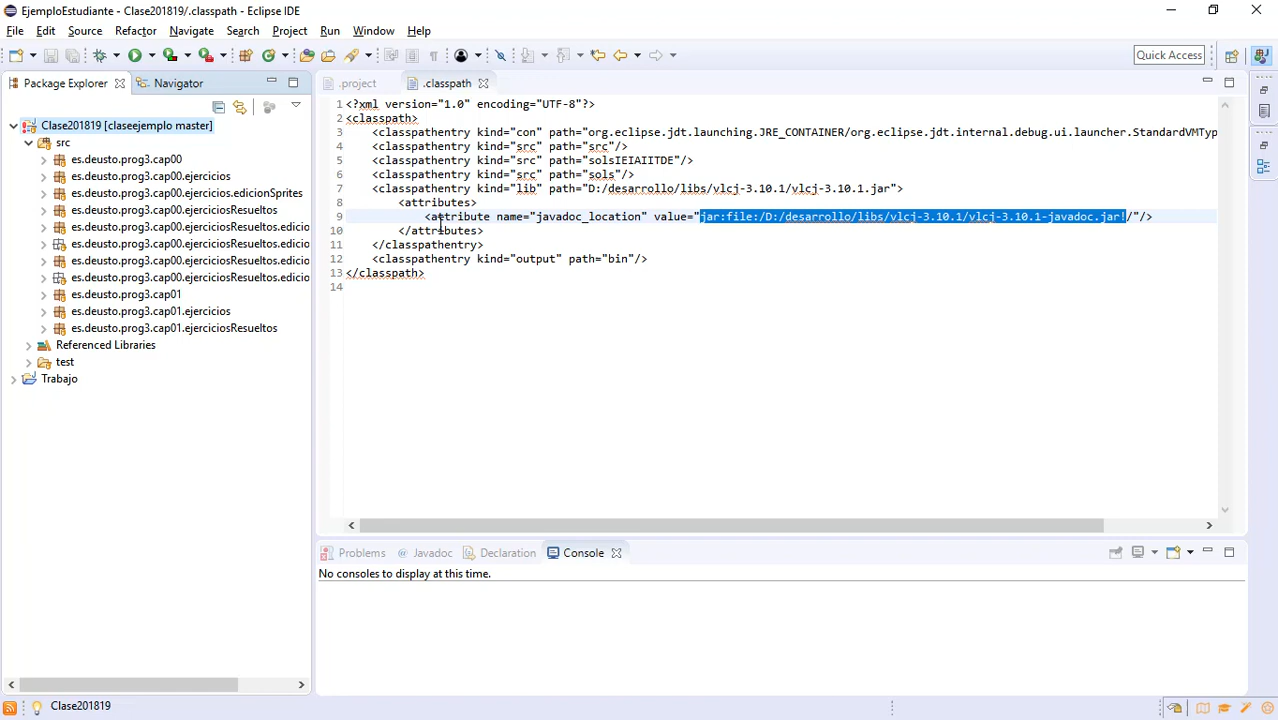 EjemploEstudiante - Clase201819/.classpath - Eclipse IDE
File Edit Source Refactor Navigate Search Project Run Window Help
Quick Access
Package Explorer
Navigator
.project
.classpath
Clase201819 [claseejemplo master]
src
es.deusto.prog3.cap00
es.deusto.prog3.cap00.ejercicios
es.deusto.prog3.cap00.ejercicios.edicionSprites
es.deusto.prog3.cap00.ejerciciosResueltos
es.deusto.prog3.cap00.ejerciciosResueltos.edicio
es.deusto.prog3.cap00.ejerciciosResueltos.edicio
es.deusto.prog3.cap00.ejerciciosResueltos.edicio
es.deusto.prog3.cap01
es.deusto.prog3.cap01.ejercicios
es.deusto.prog3.cap01.ejerciciosResueltos
Referenced Libraries
test
Trabajo
1 <?xml version="1.0" encoding="UTF-8"?>
2 <classpath>
3 <classpathentry kind="con" path="org.eclipse.jdt.launching.JRE_CONTAINER/org.eclipse.jdt.internal.debug.ui.launcher.StandardVMTyp
4 <classpathentry kind="src" path="src"/>
5 <classpathentry kind="src" path="solsIEIAIITDE"/>
6 <classpathentry kind="src" path="sols"/>
7 <classpathentry kind="lib" path="D:/desarrollo/libs/vlcj-3.10.1/vlcj-3.10.1.jar">
8 <attributes>
9 <attribute name="javadoc_location" value="jar:file:/D:/desarrollo/libs/vlcj-3.10.1/vlcj-3.10.1-javadoc.jar!/"/>
10 </attributes>
11 </classpathentry>
12 <classpathentry kind="output" path="bin"/>
13 </classpath>
14
Problems
Javadoc
Declaration
Console
No consoles to display at this time.
Clase201819